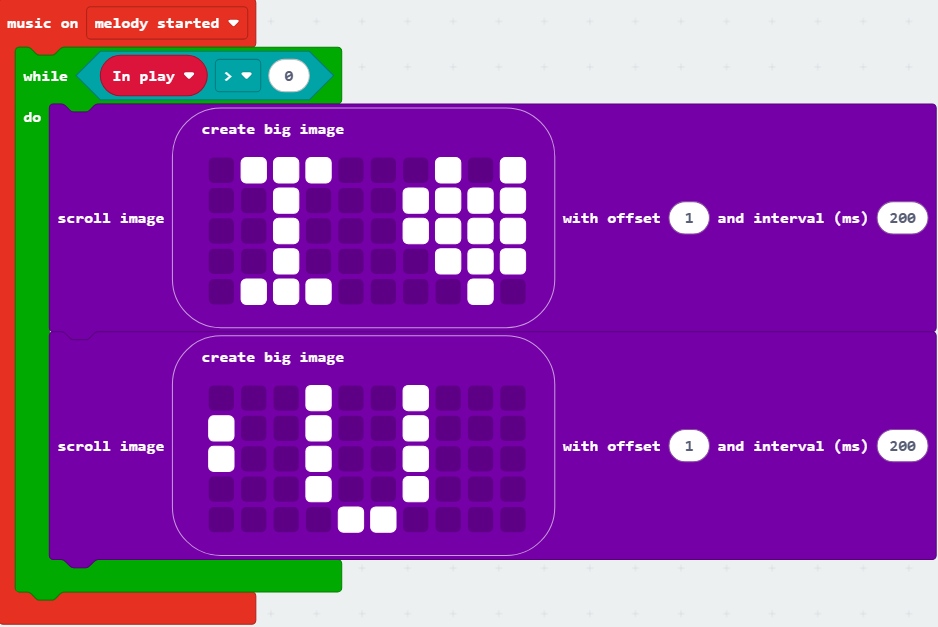 music on melody started
while In play > 0
do
create big image
scroll image with offset 1 and interval (ms) 200
create big image
scroll image with offset 1 and interval (ms) 200